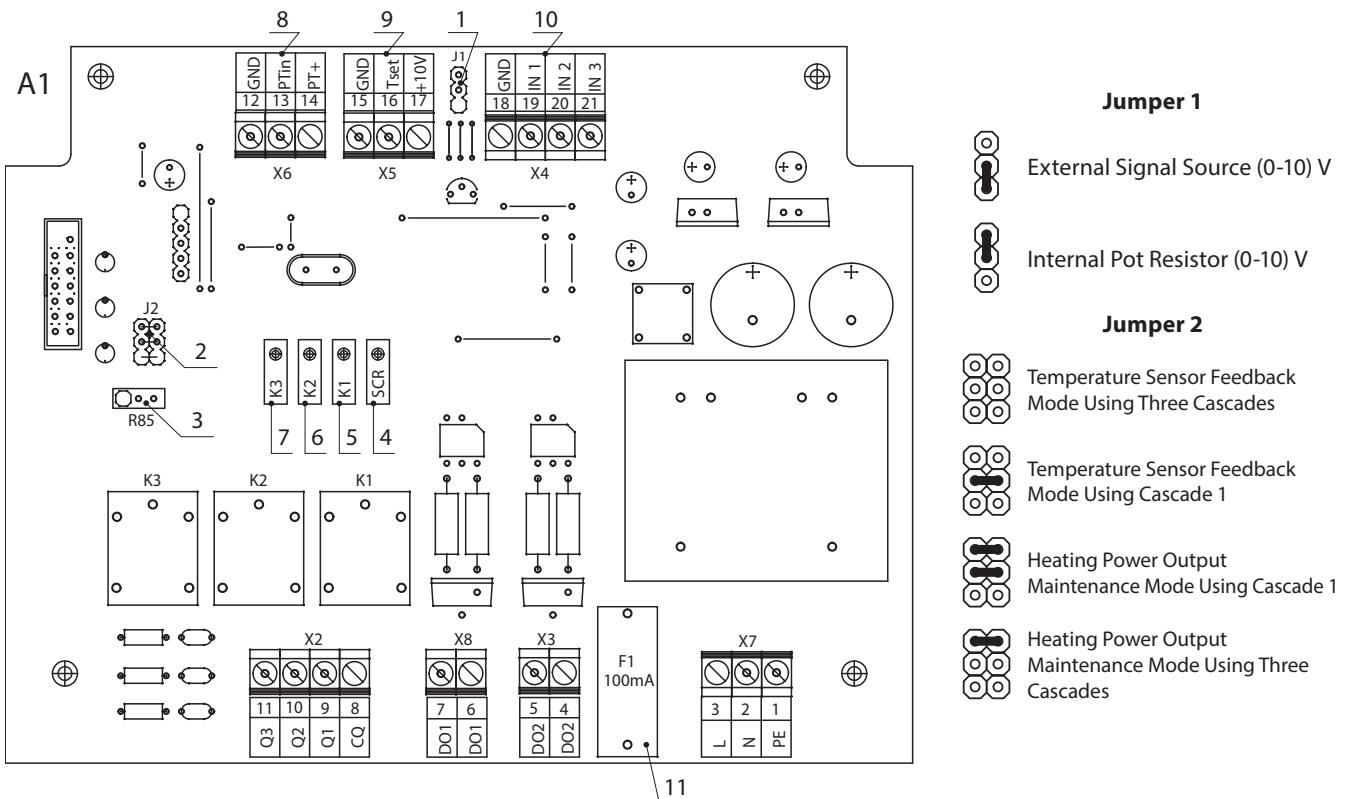 8
9
1
10
A1
GND
PTin
PT+
12
13
14
X6
GND
Tset
+10V
15
16
17
X5
J1
GND
IN 1
IN 2
IN 3
18
19
20
21
X4
J2
2
R85
3
K3
K2
K1
SCR
7
6
5
4
K3
K2
K1
X2
11
10
9
8
Q3
Q2
Q1
CQ
X8
7
6
DO1
DO1
X3
5
4
DO2
DO2
F1
100mA
X7
3
2
1
L
N
PE
11
Jumper 1
External Signal Source (0-10) V
Internal Pot Resistor (0-10) V
Jumper 2
Temperature Sensor Feedback
Mode Using Three Cascades
Temperature Sensor Feedback
Mode Using Cascade 1
Heating Power Output
Maintenance Mode Using Cascade 1
Heating Power Output
Maintenance Mode Using Three
Cascades